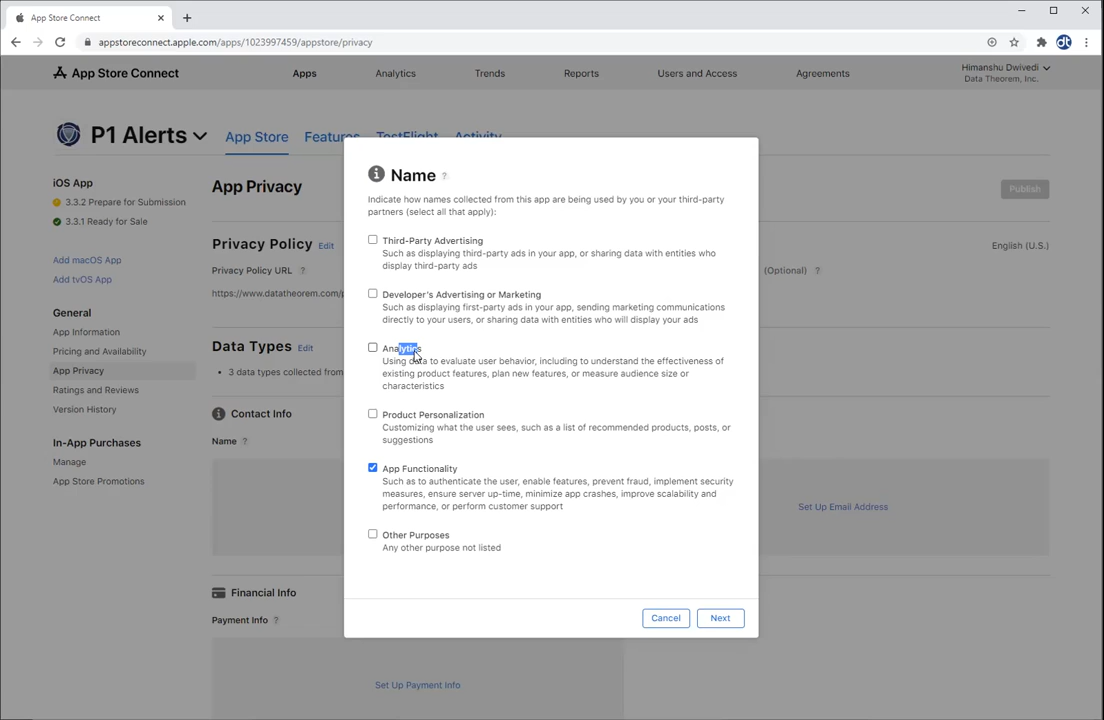 App Store Connect
appstoreconnect.apple.com/apps/1023997459/appstore/privacy
dt
App Store Connect
Apps
Analytics
Trends
Reports
Users and Access
Agreements
Himanshu Dwivedi
Data Theorem, Inc.
P1 Alerts
App Store
Features
TestFlight
Activity
iOS App
3.3.2 Prepare for Submission
3.3.1 Ready for Sale
Add macOS App
Add tvOS App
General
App Information
Pricing and Availability
App Privacy
Ratings and Reviews
Version History
In-App Purchases
Manage
App Store Promotions
App Privacy
Publish
Privacy Policy Edit
English (U.S.)
Privacy Policy URL ?
(Optional) ?
https://www.datatheorem.com/p
Data Types Edit
3 data types collected from
Contact Info
Name ?
Set Up Email Address
Financial Info
Payment Info ?
Set Up Payment Info
Name ?
Indicate how names collected from this app are being used by you or your third-party
partners (select all that apply):
Third-Party Advertising
Such as displaying third-party ads in your app, or sharing data with entities who
display third-party ads
Developer's Advertising or Marketing
Such as displaying first-party ads in your app, sending marketing communications
directly to your users, or sharing data with entities who will display your ads
Analytics
Using data to evaluate user behavior, including to understand the effectiveness of
existing product features, plan new features, or measure audience size or
characteristics
Product Personalization
Customizing what the user sees, such as a list of recommended products, posts, or
suggestions
App Functionality
Such as to authenticate the user, enable features, prevent fraud, implement security
measures, ensure server up-time, minimize app crashes, improve scalability and
performance, or perform customer support
Other Purposes
Any other purpose not listed
Cancel
Next